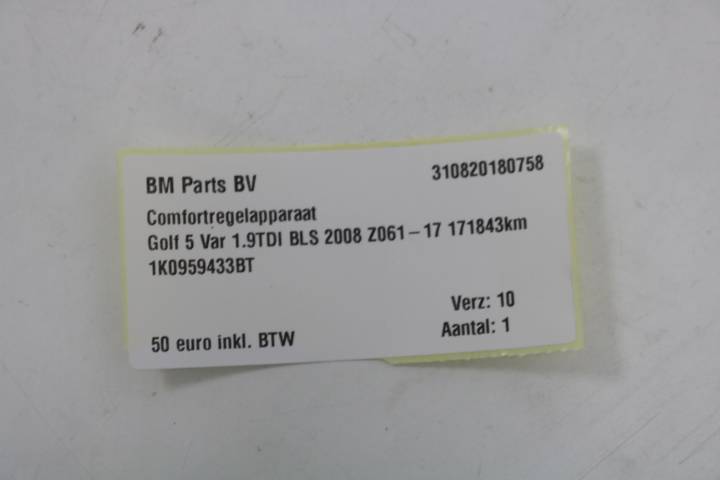 BM Parts BV 310820180758
Comfortregelapparaat
Golf 5 Var 1.9TDI BLS 2008 Z061-17 171843km
1K0959433BT
Verz: 10
50 euro inkl. BTW Aantal: 1